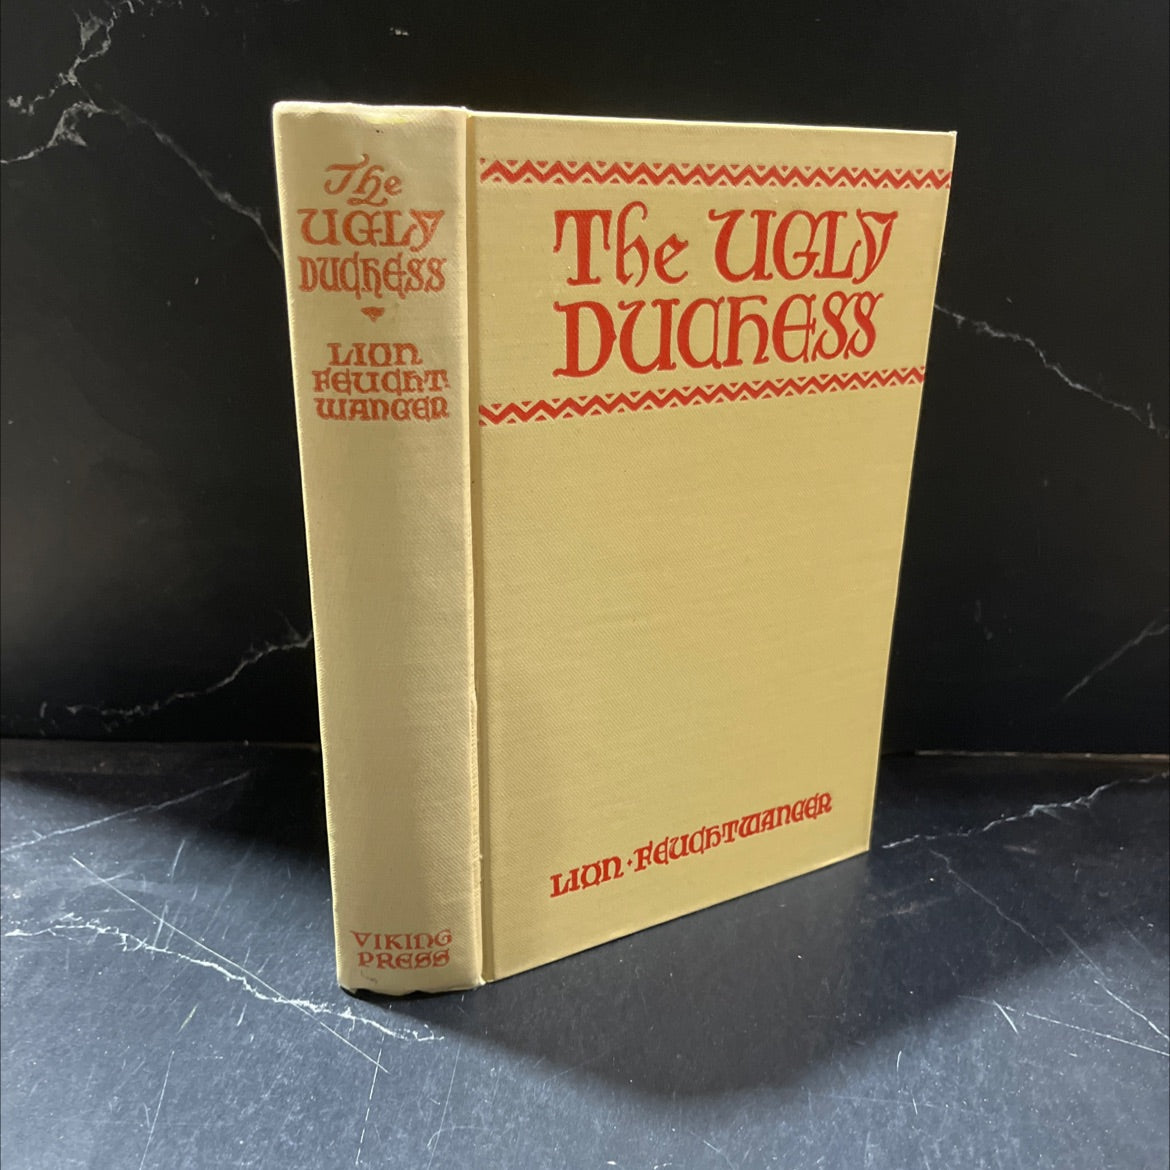 The
UGLY
DUCHESS
LION
FEUCHT
WANGER
VIKING
PRESS
The UGLY
DUCHESS
LION · FEUCHTWANGER